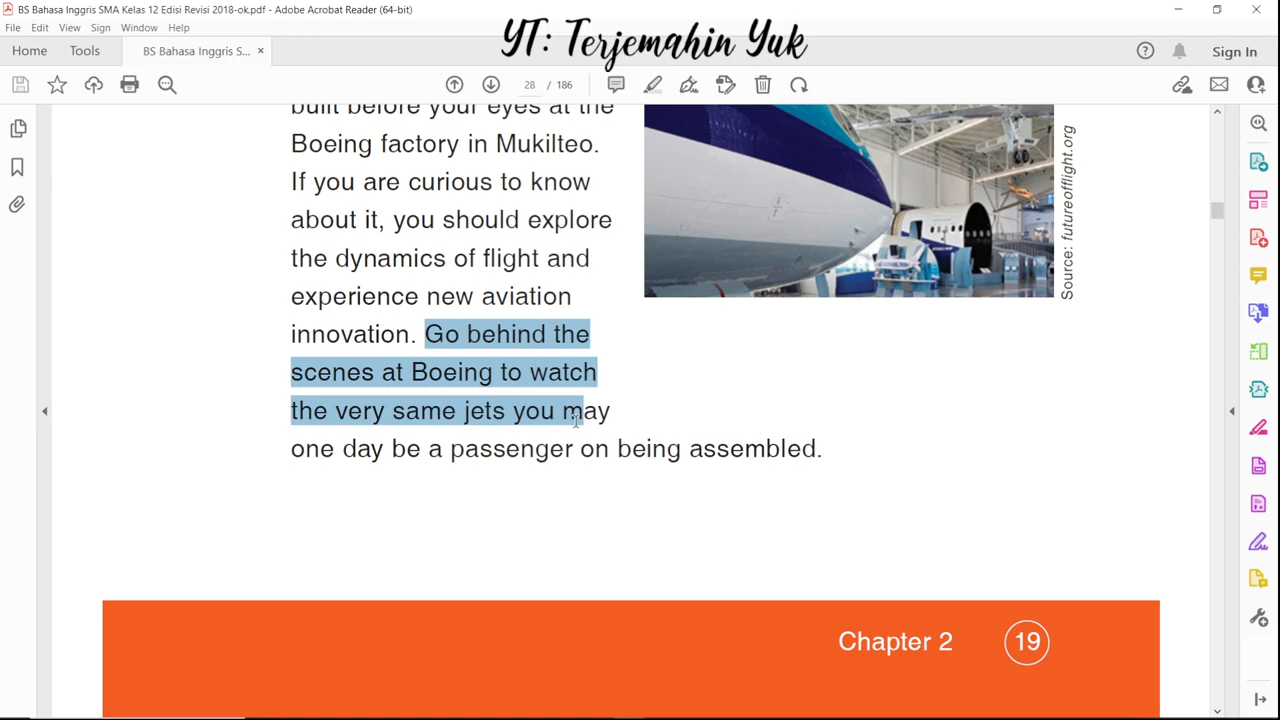 BS Bahasa Inggris SMA Kelas 12 Edisi Revisi 2018-ok.pdf - Adobe Acrobat Reader (64-bit)
File Edit View Sign Window Help
YT: Terjemahin Yuk
Home Tools BS Bahasa Inggris S... × Sign In
28 / 186
built before your eyes at the
Boeing factory in Mukilteo.
If you are curious to know
about it, you should explore
the dynamics of flight and
experience new aviation
innovation. Go behind the
scenes at Boeing to watch
the very same jets you may
one day be a passenger on being assembled.
Source: futureofflight.org
Chapter 2 19